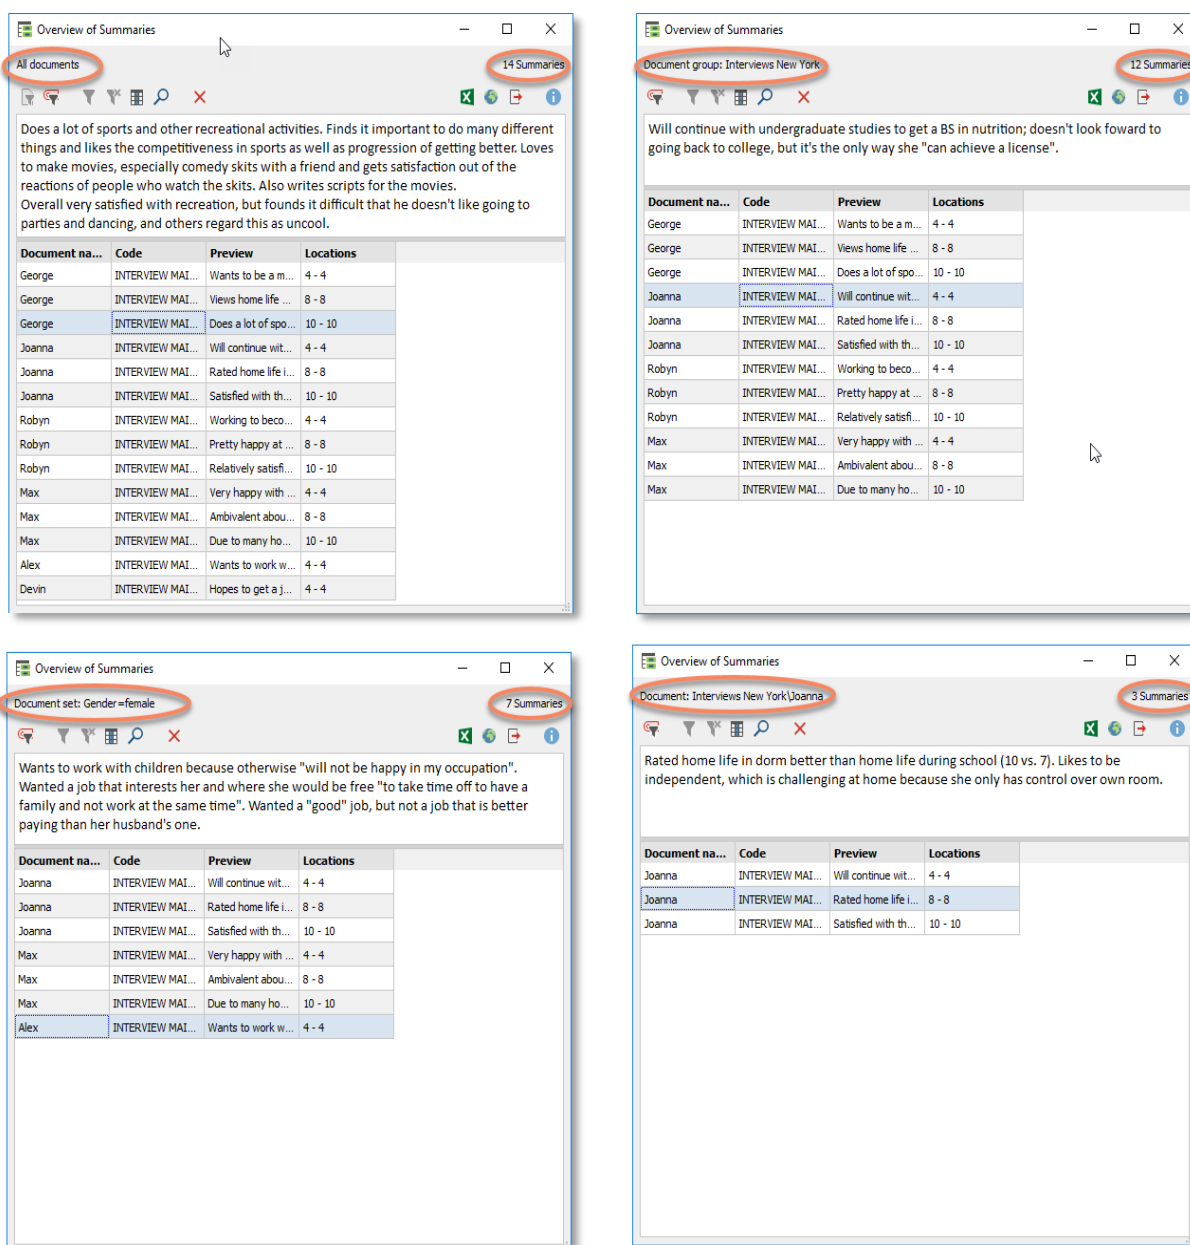 Overview of Summaries
All documents
14 Summaries
Does a lot of sports and other recreational activities. Finds it important to do many different
things and likes the competitiveness in sports as well as progression of getting better. Loves
to make movies, especially comedy skits with a friend and gets satisfaction out of the
reactions of people who watch the skits. Also writes scripts for the movies.
Overall very satisfied with recreation, but founds it difficult that he doesn't like going to
parties and dancing, and others regard this as uncool.
Document na... Code Preview Locations
George INTERVIEW MAI... Wants to be a m... 4 - 4
George INTERVIEW MAI... Views home life ... 8 - 8
George INTERVIEW MAI... Does a lot of spo... 10 - 10
Joanna INTERVIEW MAI... Will continue wit... 4 - 4
Joanna INTERVIEW MAI... Rated home life i... 8 - 8
Joanna INTERVIEW MAI... Satisfied with th... 10 - 10
Robyn INTERVIEW MAI... Working to beco... 4 - 4
Robyn INTERVIEW MAI... Pretty happy at ... 8 - 8
Robyn INTERVIEW MAI... Relatively satisfi... 10 - 10
Max INTERVIEW MAI... Very happy with ... 4 - 4
Max INTERVIEW MAI... Ambivalent abou... 8 - 8
Max INTERVIEW MAI... Due to many ho... 10 - 10
Alex INTERVIEW MAI... Wants to work w... 4 - 4
Devin INTERVIEW MAI... Hopes to get a j... 4 - 4
Overview of Summaries
Document group: Interviews New York
12 Summaries
Will continue with undergraduate studies to get a BS in nutrition; doesn't look foward to
going back to college, but it's the only way she "can achieve a license".
Document na... Code Preview Locations
George INTERVIEW MAI... Wants to be a m... 4 - 4
George INTERVIEW MAI... Views home life ... 8 - 8
George INTERVIEW MAI... Does a lot of spo... 10 - 10
Joanna INTERVIEW MAI... Will continue wit... 4 - 4
Joanna INTERVIEW MAI... Rated home life i... 8 - 8
Joanna INTERVIEW MAI... Satisfied with th... 10 - 10
Robyn INTERVIEW MAI... Working to beco... 4 - 4
Robyn INTERVIEW MAI... Pretty happy at ... 8 - 8
Robyn INTERVIEW MAI... Relatively satisfi... 10 - 10
Max INTERVIEW MAI... Very happy with ... 4 - 4
Max INTERVIEW MAI... Ambivalent abou... 8 - 8
Max INTERVIEW MAI... Due to many ho... 10 - 10
Overview of Summaries
Document set: Gender=female
7 Summaries
Wants to work with children because otherwise "will not be happy in my occupation".
Wanted a job that interests her and where she would be free "to take time off to have a
family and not work at the same time". Wanted a "good" job, but not a job that is better
paying than her husband's one.
Document na... Code Preview Locations
Joanna INTERVIEW MAI... Will continue wit... 4 - 4
Joanna INTERVIEW MAI... Rated home life i... 8 - 8
Joanna INTERVIEW MAI... Satisfied with th... 10 - 10
Max INTERVIEW MAI... Very happy with ... 4 - 4
Max INTERVIEW MAI... Ambivalent abou... 8 - 8
Max INTERVIEW MAI... Due to many ho... 10 - 10
Alex INTERVIEW MAI... Wants to work w... 4 - 4
Overview of Summaries
Document: Interviews New York\Joanna
3 Summaries
Rated home life in dorm better than home life during school (10 vs. 7). Likes to be
independent, which is challenging at home because she only has control over own room.
Document na... Code Preview Locations
Joanna INTERVIEW MAI... Will continue wit... 4 - 4
Joanna INTERVIEW MAI... Rated home life i... 8 - 8
Joanna INTERVIEW MAI... Satisfied with th... 10 - 10